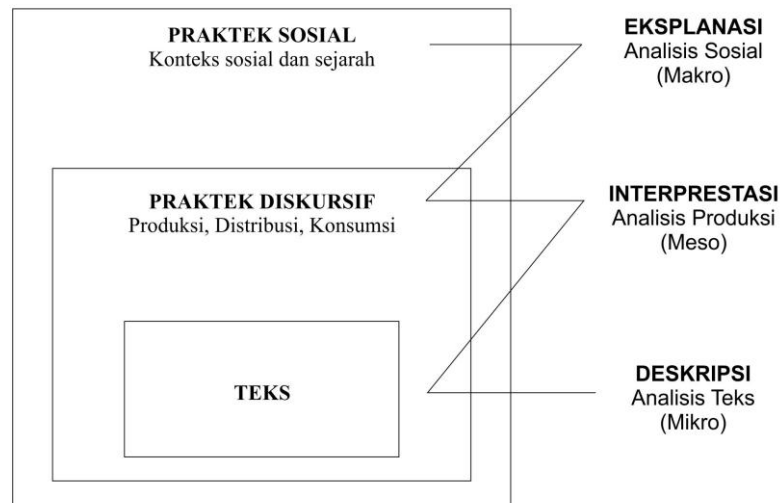 PRAKTEK SOSIAL
Konteks sosial dan sejarah
EKSPLANASI
Analisis Sosial
(Makro)
PRAKTEK DISKURSIF
Produksi, Distribusi, Konsumsi
INTERPRESTASI
Analisis Produksi
(Meso)
TEKS
DESKRIPSI
Analisis Teks
(Mikro)